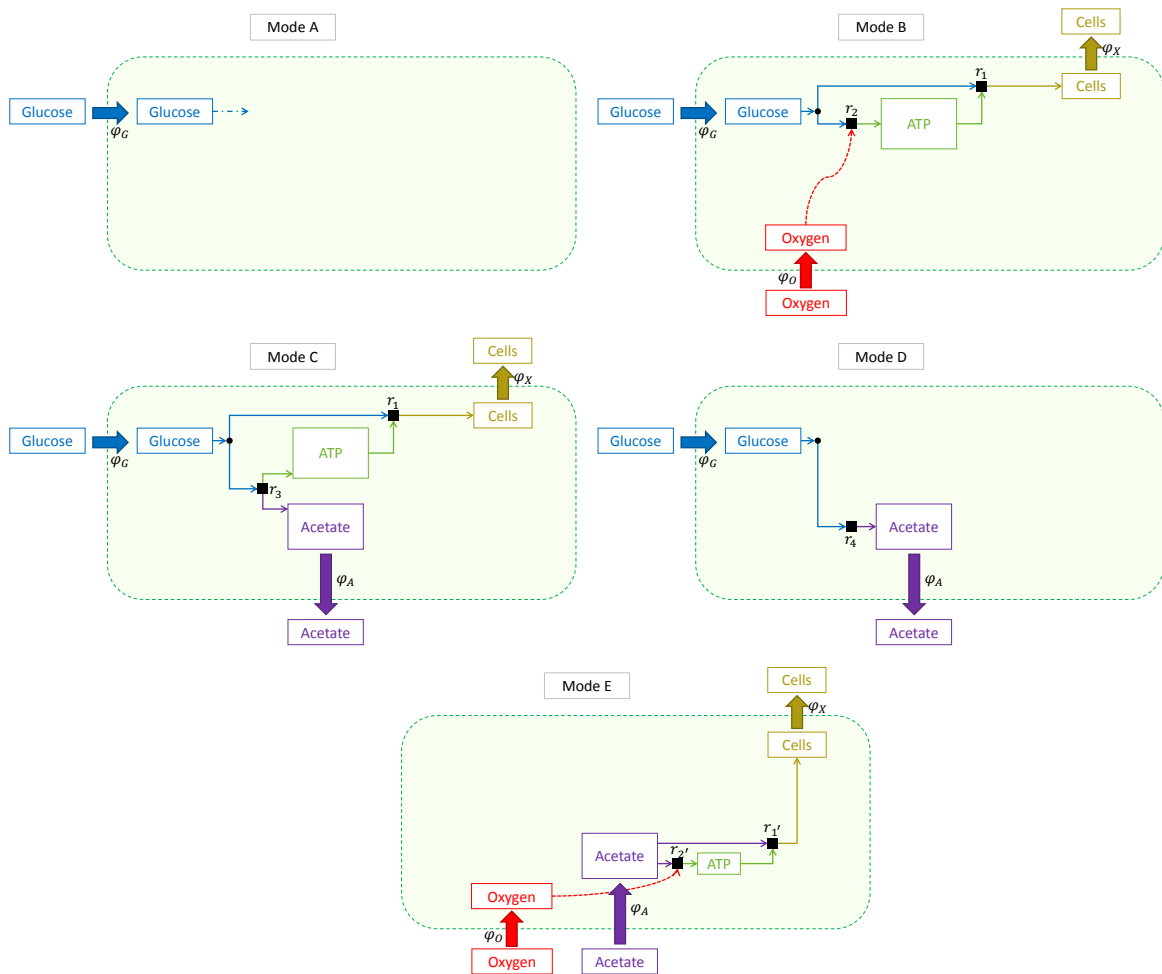 Mode A
Glucose
φG
Glucose
Mode B
Cells
φX
Cells
r1
Glucose
φG
Glucose
r2
ATP
Oxygen
φO
Oxygen
Mode C
Cells
φX
Cells
r1
Glucose
φG
Glucose
ATP
r3
Acetate
φA
Acetate
Mode D
Glucose
φG
Glucose
r4
Acetate
φA
Acetate
Mode E
Cells
φX
Cells
r1′
Acetate
r2′
ATP
Oxygen
φA
φO
Oxygen
Acetate